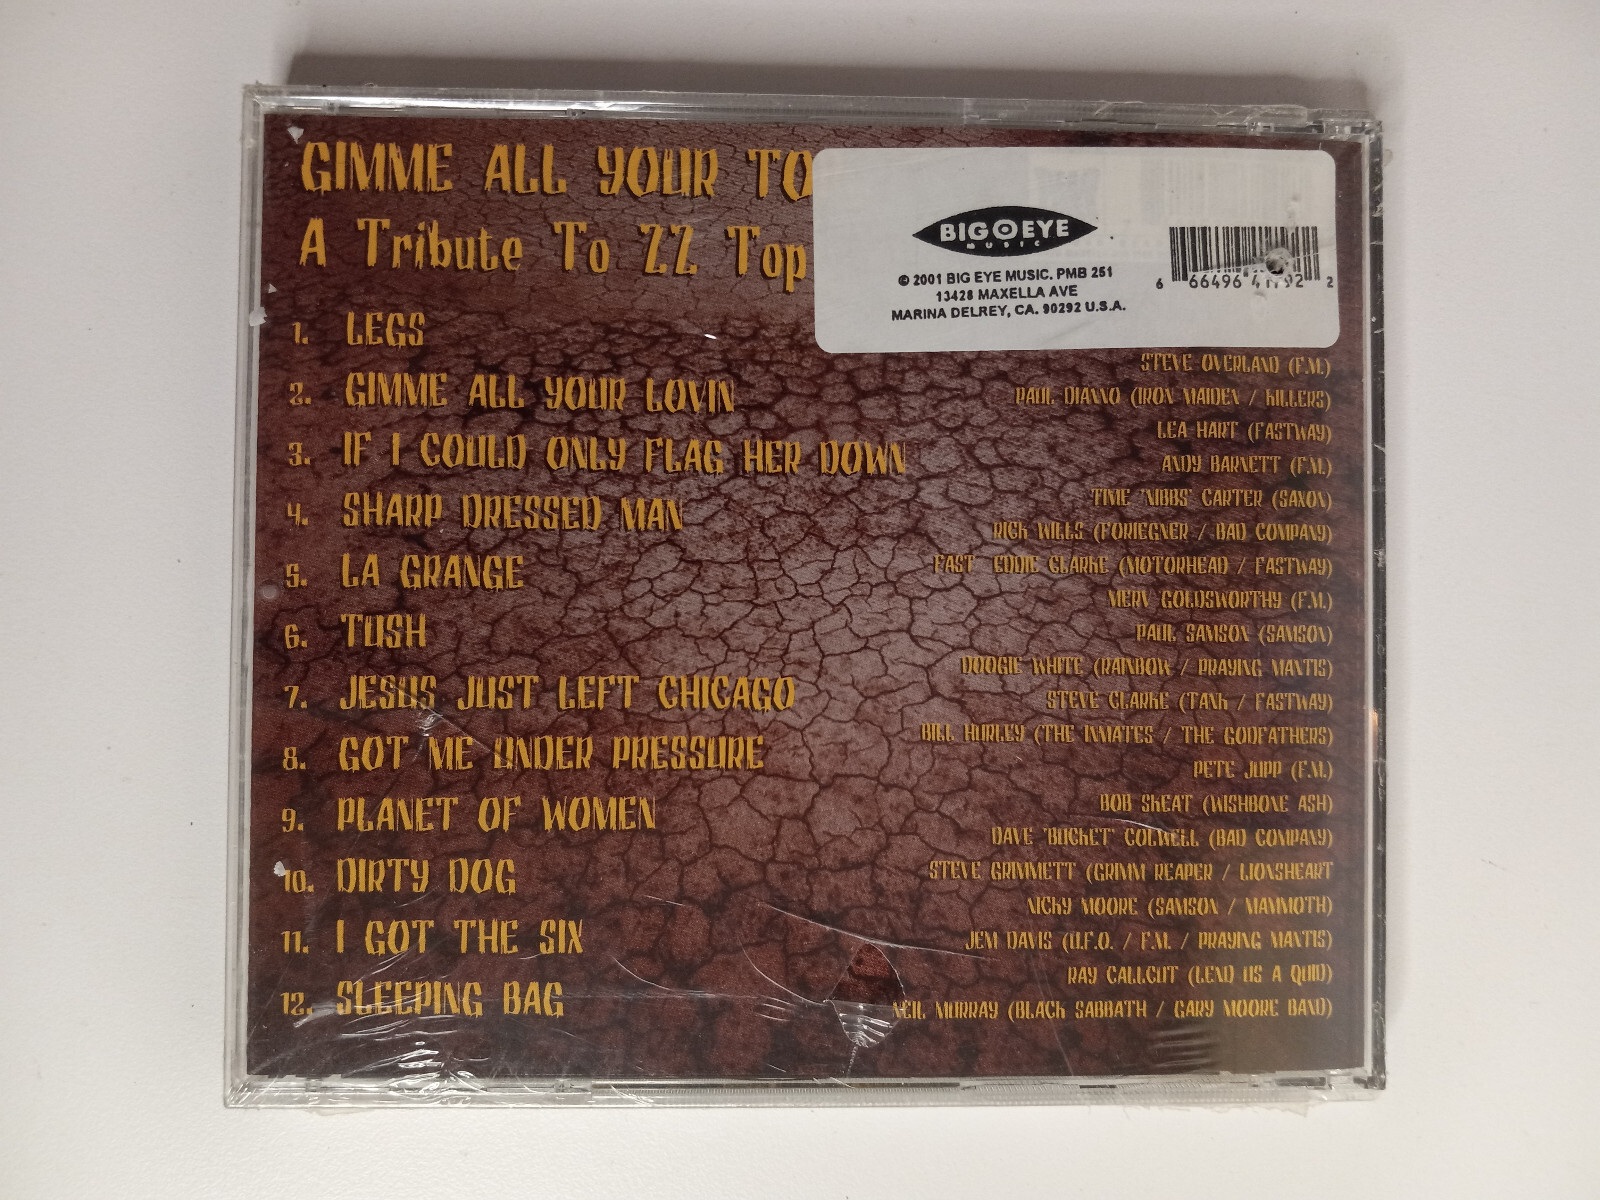 GIMME ALL YOUR TO
A Tribute To ZZ Top
BIG EYE
MUSIC
© 2001 BIG EYE MUSIC. PMB 251
13428 MAXELLA AVE
MARINA DELREY, CA. 90292 U.S.A.
6 66496 2
1. LEGS
2. GIMME ALL YOUR LOVIN
3. IF I COULD ONLY FLAG HER DOWN
4. SHARP DRESSED MAN
5. LA GRANGE
6. TUSH
7. JESUS JUST LEFT CHICAGO
8. GOT ME UNDER PRESSURE
9. PLANET OF WOMEN
10. DIRTY DOG
11. I GOT THE SIX
12. SLEEPING BAG
STEVE OVERLAND (F.M.)
PAUL DIANNO (IRON MAIDEN / KILLERS)
LEA HART (FASTWAY)
ANDY BARNETT (F.M.)
TIME 'NIBBS' CARTER (SAXON)
RICK WILLS (FORIEGNER / BAD COMPANY)
FAST EDDIE CLARKE (MOTORHEAD / FASTWAY)
MERV GOLDSWORTHY (F.M.)
PAUL SAMSON (SAMSON)
DOOGIE WHITE (RAINBOW / PRAYING MANTIS)
STEVE CLARKE (TANK / FASTWAY)
BILL HURLEY (THE INMATES / THE GODFATHERS)
PETE JUPP (F.M.)
BOB SKEAT (WISHBONE ASH)
DAVE 'BUCKET' COLWELL (BAD COMPANY)
STEVE GRIMMETT (GRIMM REAPER / LIONSHEART
NICKY MOORE (SAMSON / MAMMOTH)
JEM DAVIS (U.F.O. / F.M. / PRAYING MANTIS)
RAY CALLCUT (LEND US A QUID)
NEIL MURRAY (BLACK SABBATH / GARY MOORE BAND)